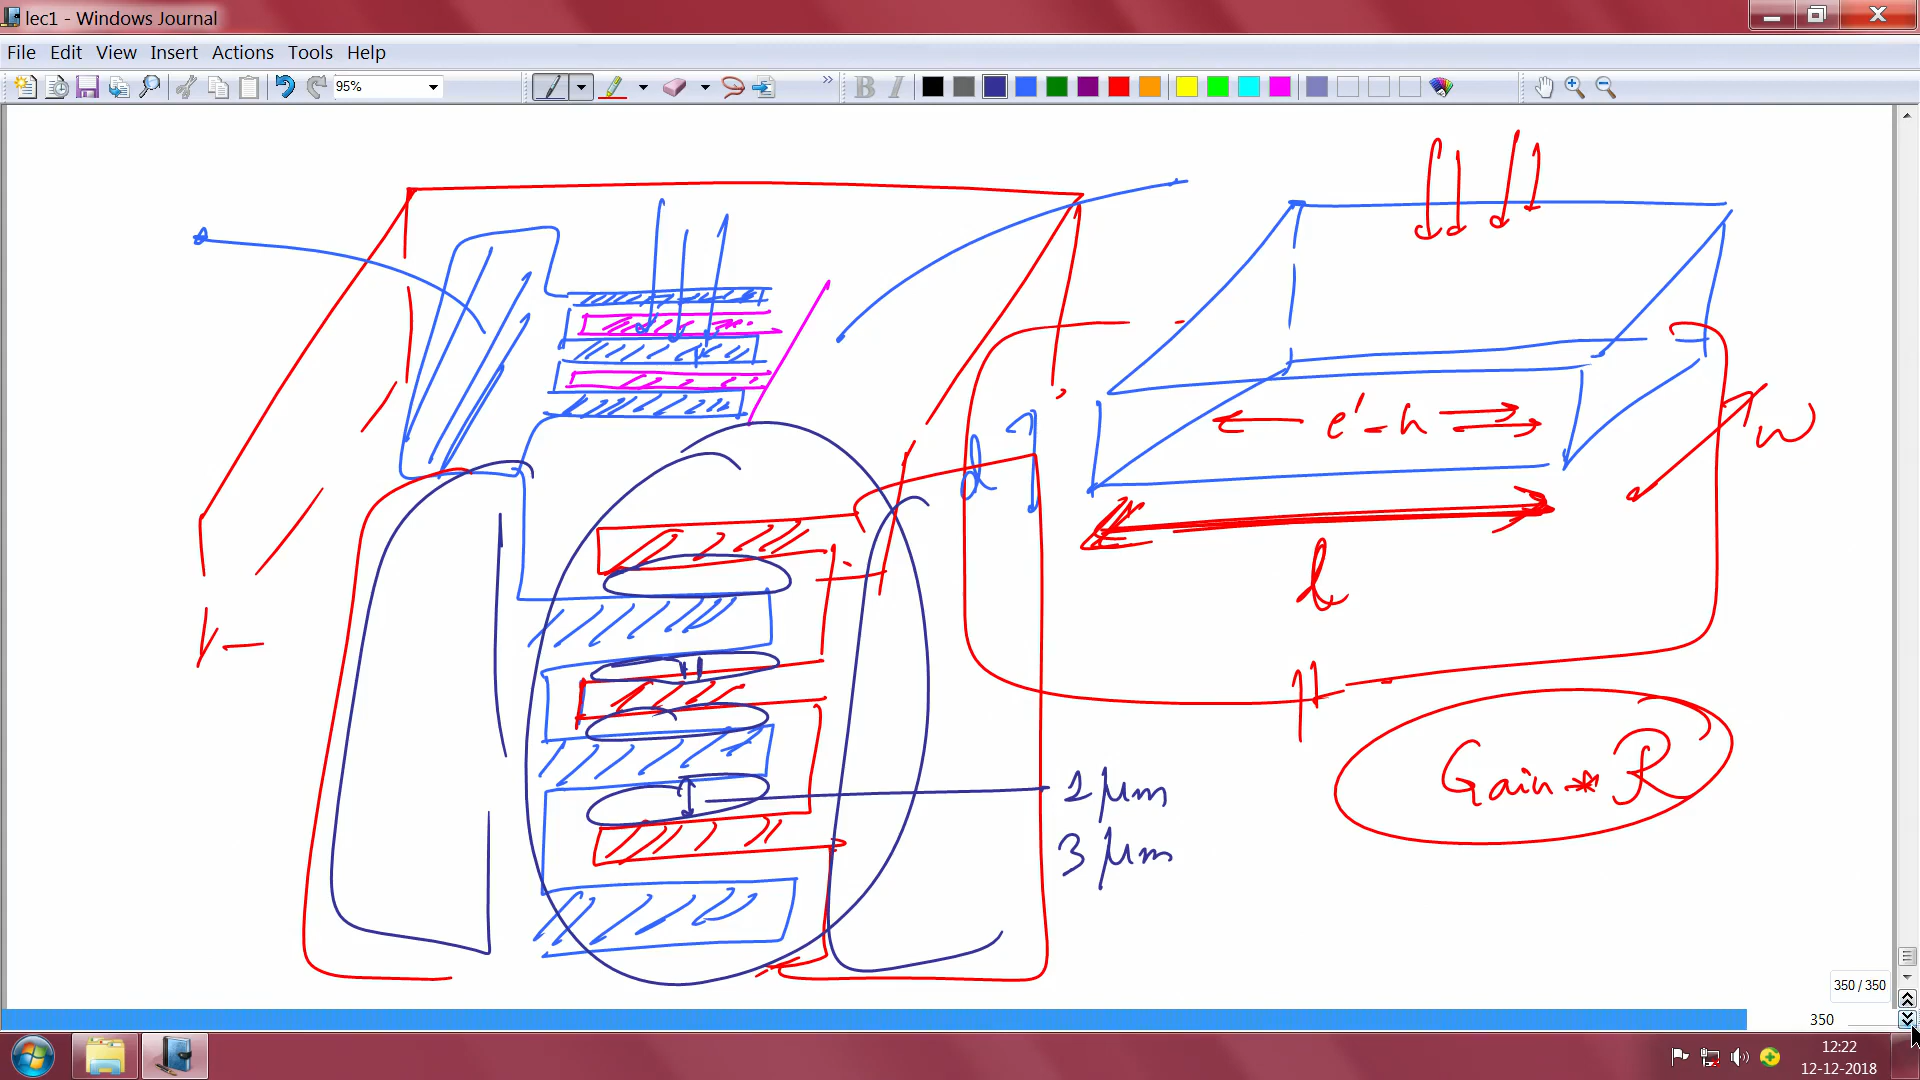 lec1 - Windows Journal
File Edit View Insert Actions Tools Help
95%
B I
d
e' - h
w
l
Gain * R
2 μm
3 μm
350 / 350
350
12:22
12-12-2018